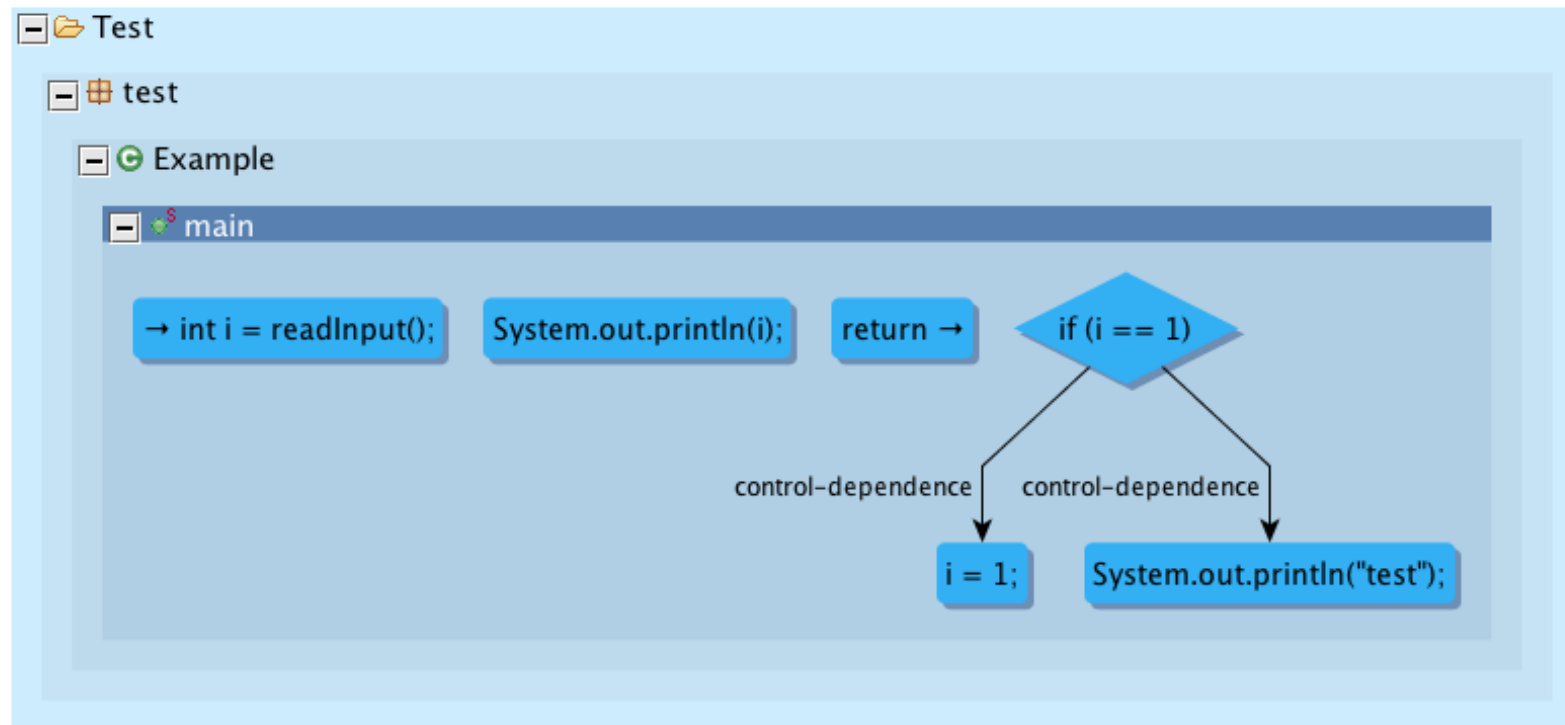 Test
test
Example
S main
→ int i = readInput();
System.out.println(i);
return →
if (i == 1)
control-dependence
control-dependence
i = 1;
System.out.println("test");